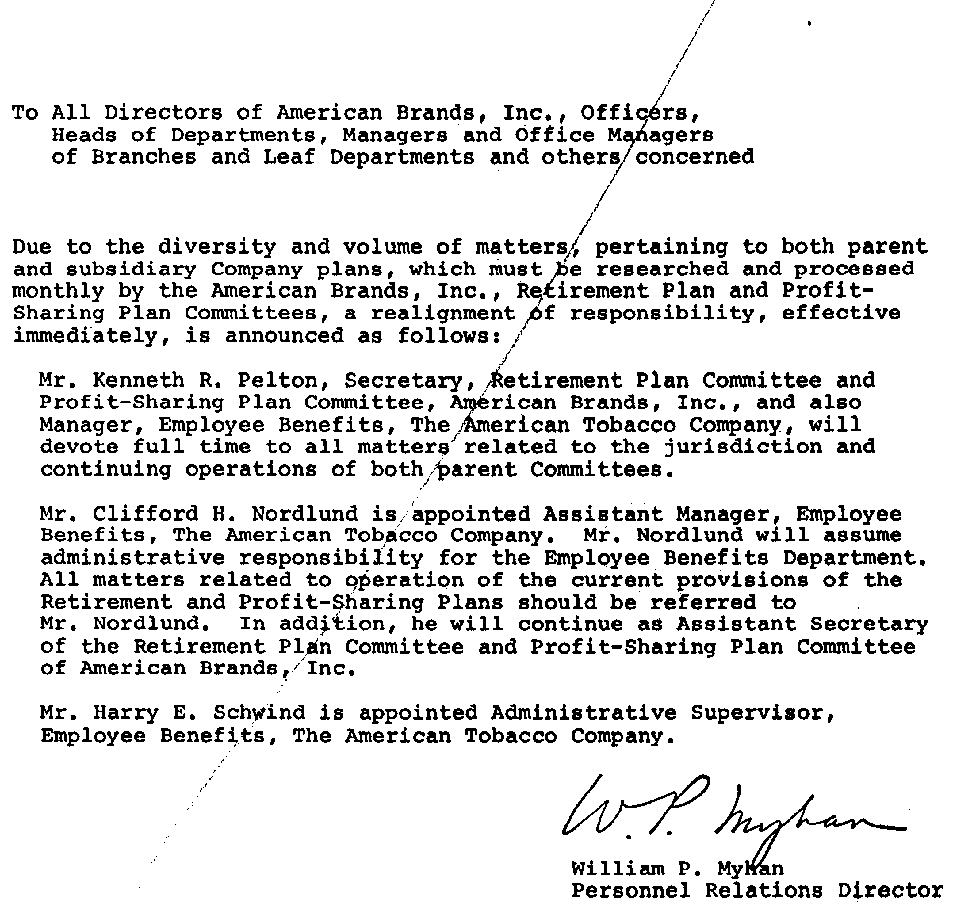 To All Directors of American Brands, Inc., Officers,
Heads of Departments, Managers and Office Managers
of Branches and Leaf Departments and others concerned
Due to the diversity and volume of matters, pertaining to both parent
and subsidiary Company plans, which must be researched and processed
monthly by the American Brands, Inc., Retirement Plan and Profit-
Sharing Plan Committees, a realignment of responsibility, effective
immediately, is announced as follows:
Mr. Kenneth R. Pelton, Secretary, Retirement Plan Committee and
Profit-Sharing Plan Committee, American Brands, Inc., and also
Manager, Employee Benefits, The American Tobacco Company, will
devote full time to all matters related to the jurisdiction and
continuing operations of both parent Committees.
Mr. Clifford H. Nordlund is appointed Assistant Manager, Employee
Benefits, The American Tobacco Company. Mr. Nordlund will assume
administrative responsibility for the Employee Benefits Department.
All matters related to operation of the current provisions of the
Retirement and Profit-Sharing Plans should be referred to
Mr. Nordlund. In addition, he will continue as Assistant Secretary
of the Retirement Plan Committee and Profit-Sharing Plan Committee
of American Brands, Inc.
Mr. Harry E. Schwind is appointed Administrative Supervisor,
Employee Benefits, The American Tobacco Company.
W. P. Myhan
William P. Myhan
Personnel Relations Director